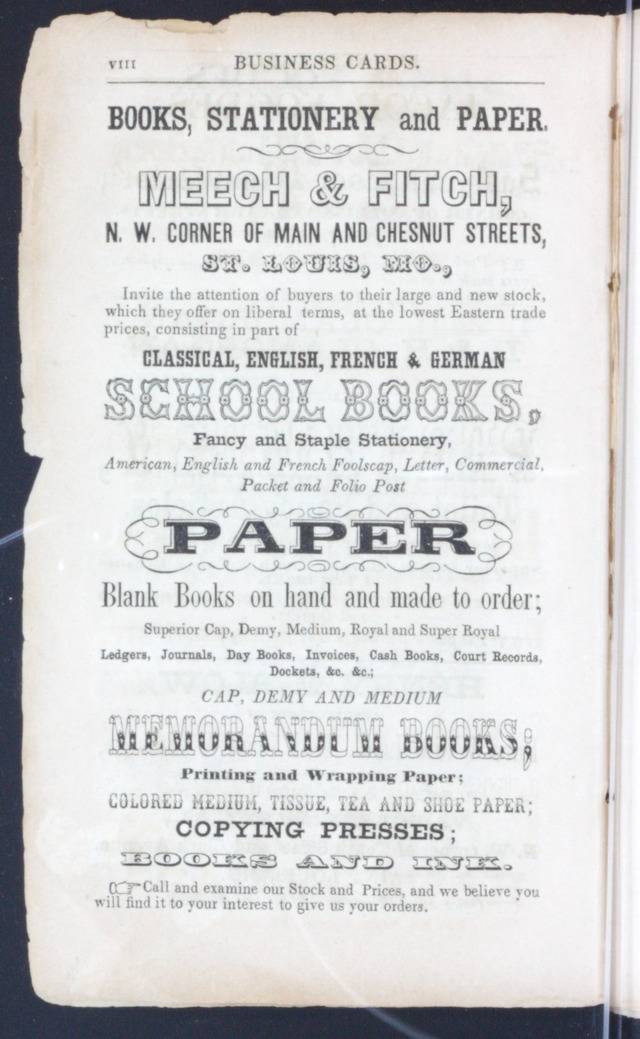 VIII BUSINESS CARDS.
BOOKS, STATIONERY and PAPER.
MEECH & FITCH,
N. W. CORNER OF MAIN AND CHESNUT STREETS,
ST. LOUIS, MO.,
Invite the attention of buyers to their large and new stock,
which they offer on liberal terms, at the lowest Eastern trade
prices, consisting in part of
CLASSICAL, ENGLISH, FRENCH & GERMAN
SCHOOL BOOKS,
Fancy and Staple Stationery,
American, English and French Foolscap, Letter, Commercial,
Packet and Folio Post
PAPER
Blank Books on hand and made to order;
Superior Cap, Demy, Medium, Royal and Super Royal
Ledgers, Journals, Day Books, Invoices, Cash Books, Court Records,
Dockets, &c. &c.;
CAP, DEMY AND MEDIUM
MEMORANDUM BOOKS;
Printing and Wrapping Paper;
COLORED MEDIUM, TISSUE, TEA AND SHOE PAPER;
COPYING PRESSES;
BOOKS AND INK.
☞ Call and examine our Stock and Prices, and we believe you
will find it to your interest to give us your orders.